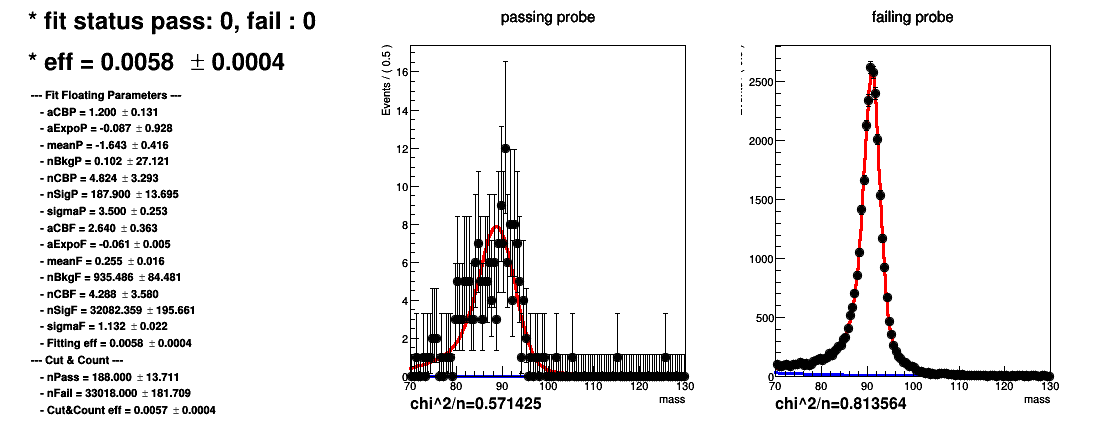 * fit status pass: 0, fail : 0
* eff = 0.0058 ± 0.0004
--- Fit Floating Parameters ---
- aCBP = 1.200 ± 0.131
- aExpoP = -0.087 ± 0.928
- meanP = -1.643 ± 0.416
- nBkgP = 0.102 ± 27.121
- nCBP = 4.824 ± 3.293
- nSigP = 187.900 ± 13.695
- sigmaP = 3.500 ± 0.253
- aCBF = 2.640 ± 0.363
- aExpoF = -0.061 ± 0.005
- meanF = 0.255 ± 0.016
- nBkgF = 935.486 ± 84.481
- nCBF = 4.288 ± 3.580
- nSigF = 32082.359 ± 195.661
- sigmaF = 1.132 ± 0.022
- Fitting eff = 0.0058 ± 0.0004
--- Cut & Count ---
- nPass = 188.000 ± 13.711
- nFail = 33018.000 ± 181.709
- Cut&Count eff = 0.0057 ± 0.0004
passing probe
Events / ( 0.5 )
16
14
12
10
8
6
4
2
0
70 80 90 100 110 120 130
mass
chi^2/n=0.571425
failing probe
2500
2000
1500
1000
500
0
70 80 90 100 110 120 130
mass
chi^2/n=0.813564